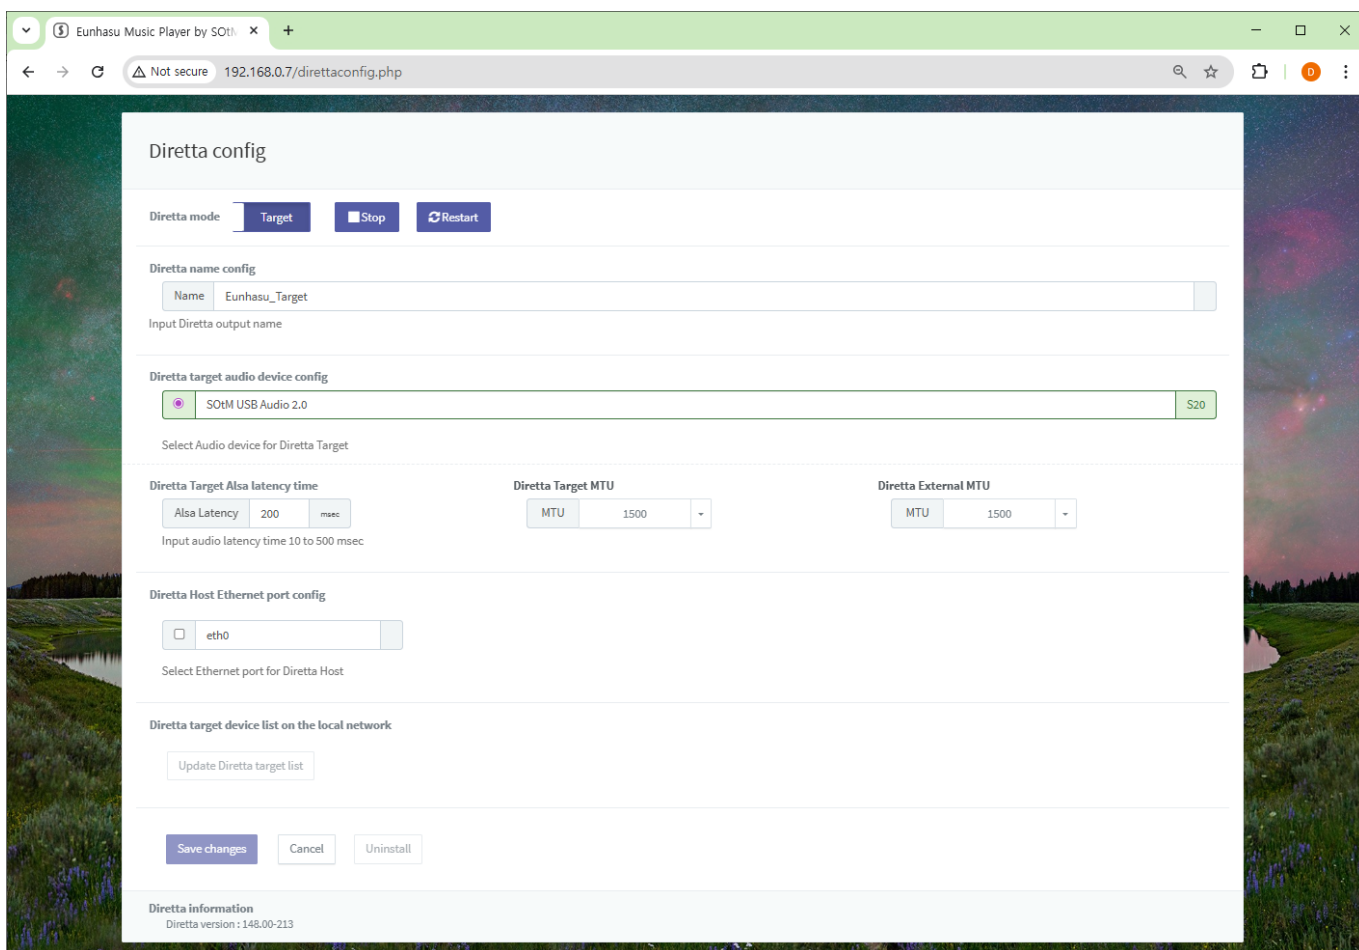 Eunhasu Music Player by SOtM
Not secure 192.168.0.7/direttaconfig.php
D
Diretta config
Diretta mode Target Stop Restart
Diretta name config
Name Eunhasu_Target
Input Diretta output name
Diretta target audio device config
SOtM USB Audio 2.0 S20
Select Audio device for Diretta Target
Diretta Target Alsa latency time Diretta Target MTU Diretta External MTU
Alsa Latency 200 msec MTU 1500 MTU 1500
Input audio latency time 10 to 500 msec
Diretta Host Ethernet port config
eth0
Select Ethernet port for Diretta Host
Diretta target device list on the local network
Update Diretta target list
Save changes Cancel Uninstall
Diretta information
Diretta version : 148.00-213